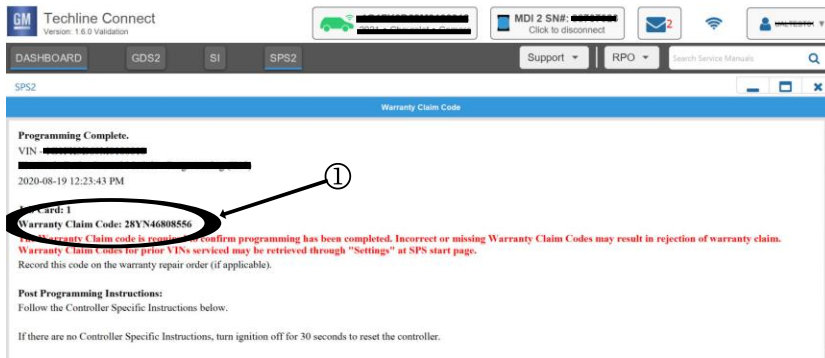 GM
Techline Connect
Version: 1.6.0 Validation
MDI 2 SN#:
Click to disconnect
2
DASHBOARD GDS2 SI SPS2 Support RPO Search Service Manuals
SPS2
Warranty Claim Code
Programming Complete.
VIN -
2020-08-19 12:23:43 PM
①
Card: 1
Warranty Claim Code: 28YN46808556
The Warranty Claim code is required to confirm programming has been completed. Incorrect or missing Warranty Claim Codes may result in rejection of warranty claim.
Warranty Claim Codes for prior VINs serviced may be retrieved through "Settings" at SPS start page.
Record this code on the warranty repair order (if applicable).
Post Programming Instructions:
Follow the Controller Specific Instructions below.
If there are no Controller Specific Instructions, turn ignition off for 30 seconds to reset the controller.